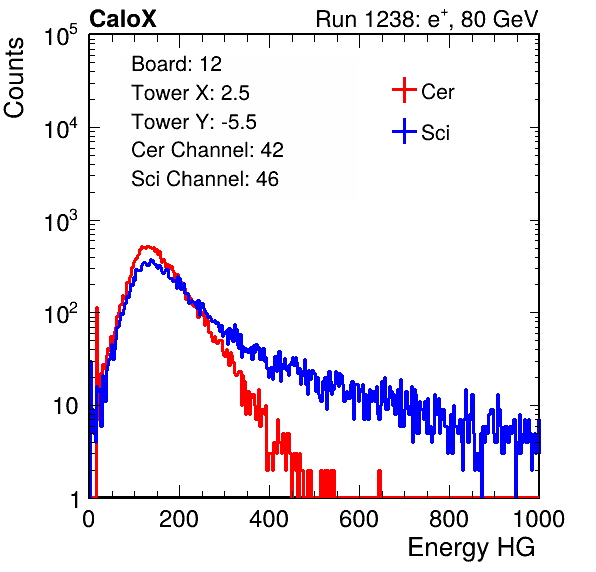 CaloX Run 1238: e⁺, 80 GeV
Counts
10⁵
10⁴
10³
10²
10
1
Board: 12
Tower X: 2.5
Tower Y: -5.5
Cer Channel: 42
Sci Channel: 46
Cer
Sci
0 200 400 600 800 1000
Energy HG